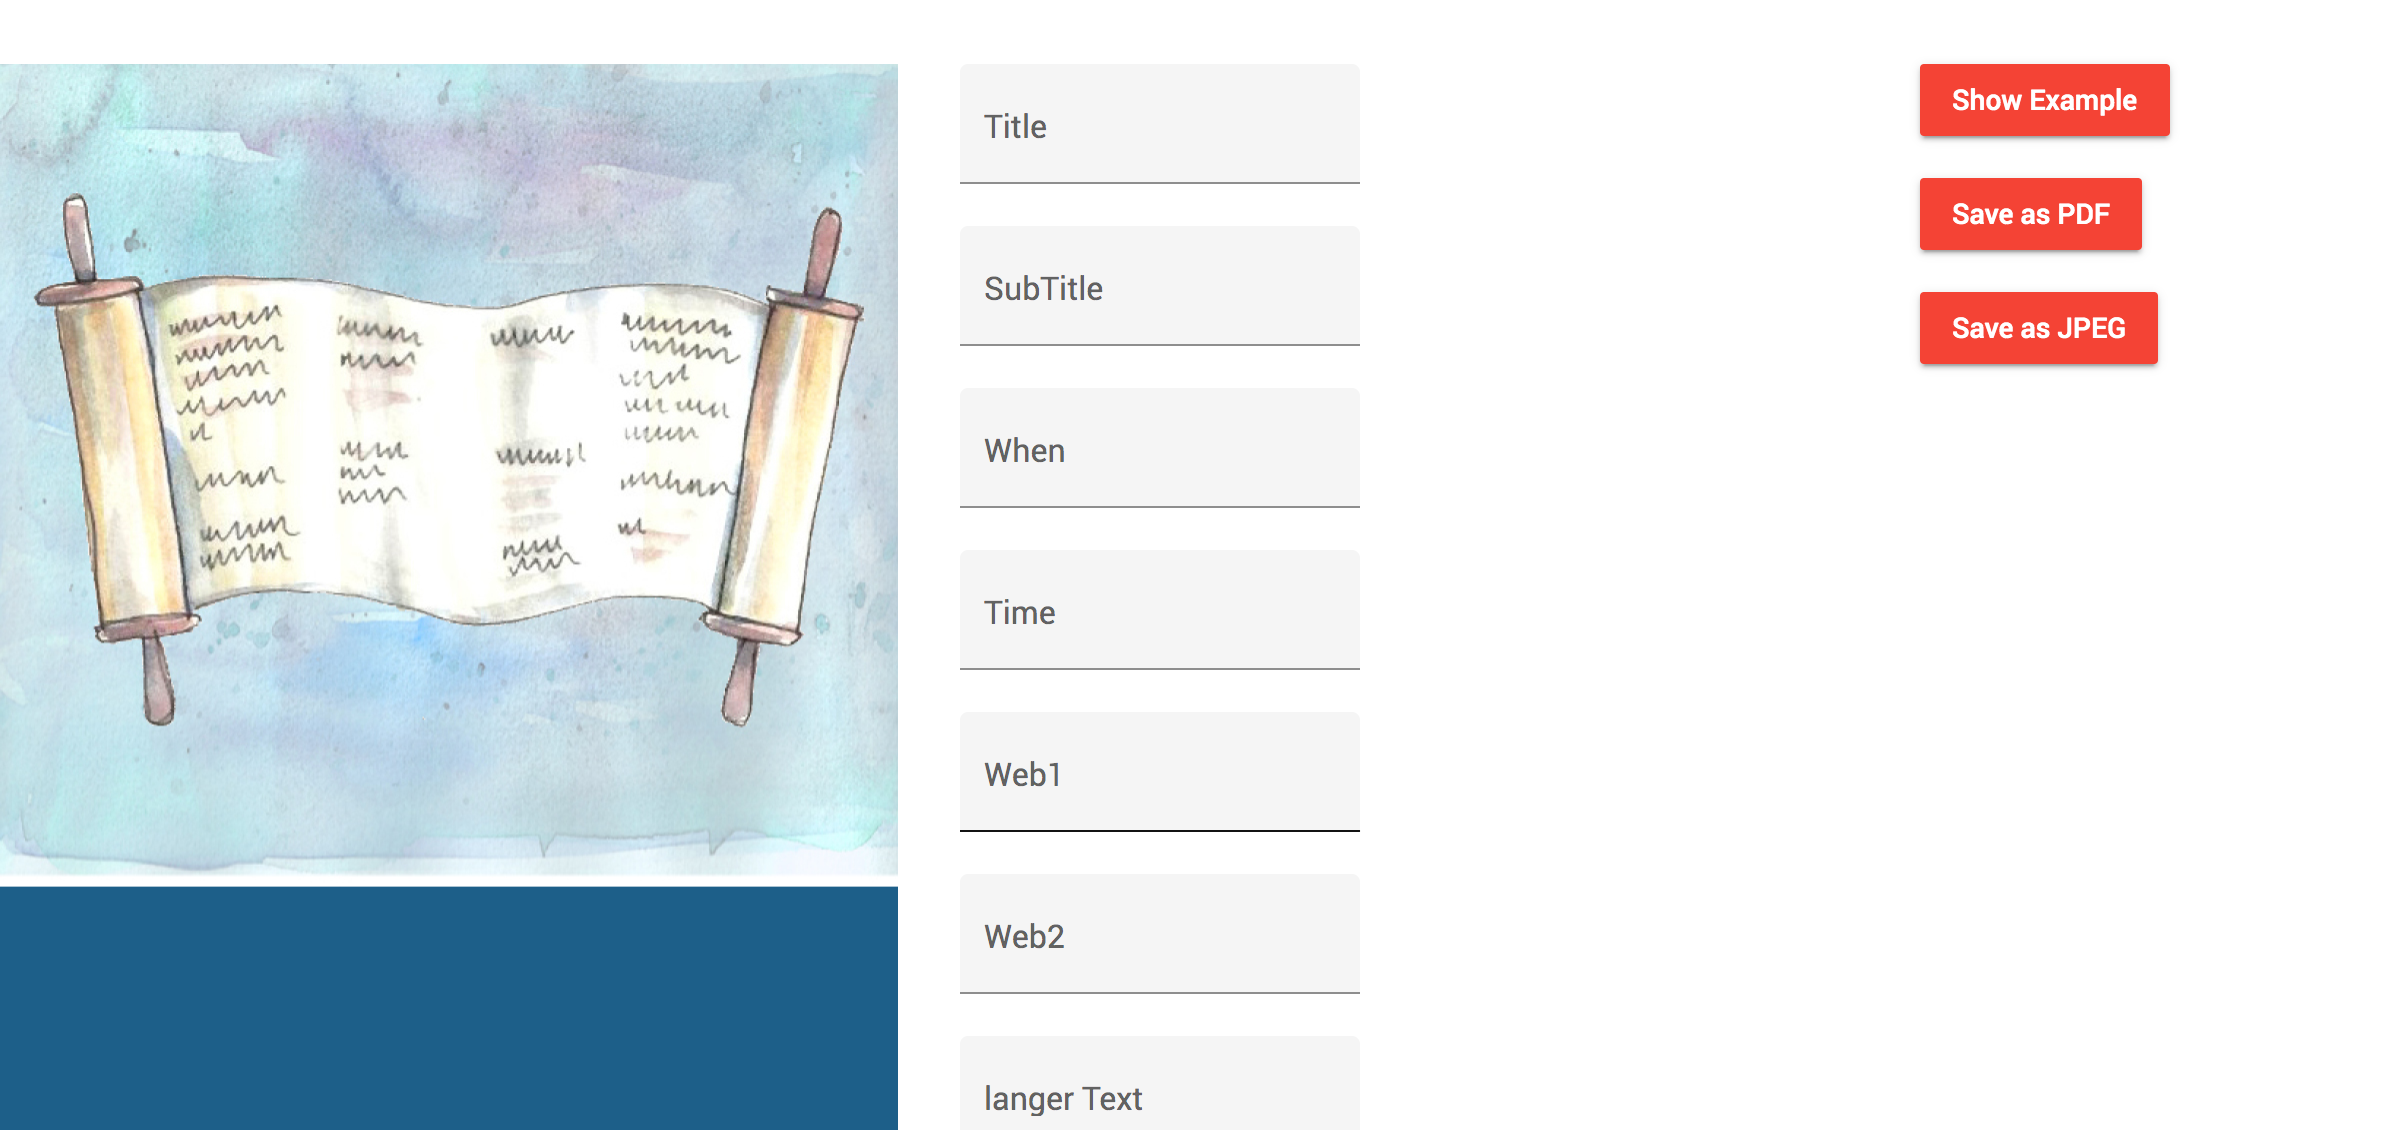 Title
SubTitle
When
Time
Web1
Web2
langer Text
Show Example
Save as PDF
Save as JPEG